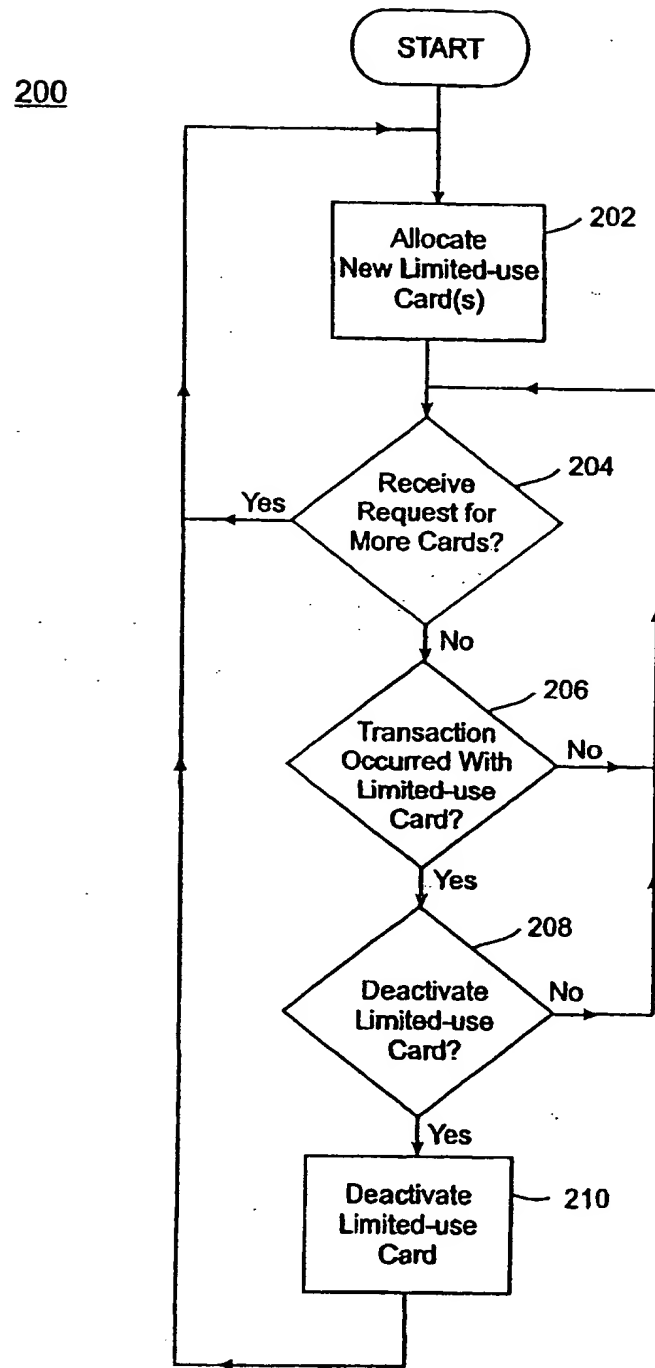 START
200
202
Allocate
New Limited-use
Card(s)
204
Receive
Request for
More Cards?
Yes
No
206
Transaction
Occurred With
Limited-use
Card?
No
Yes
208
Deactivate
Limited-use
Card?
No
Yes
210
Deactivate
Limited-use
Card